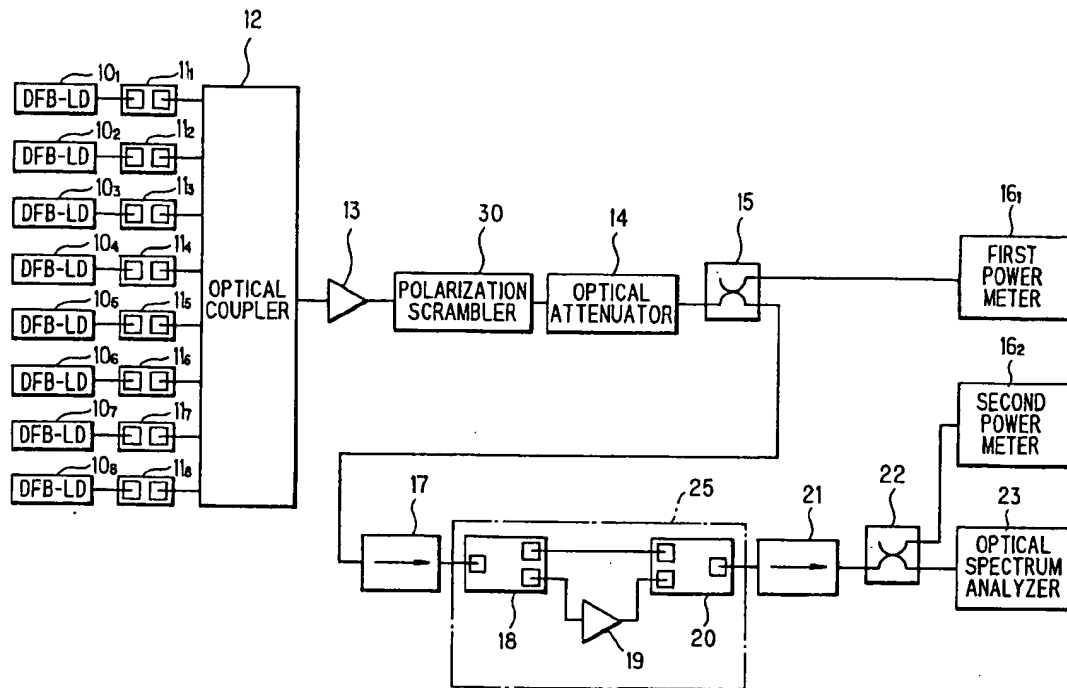 12
10₁
11₁
DFB-LD
10₂
11₂
DFB-LD
10₃
11₃
DFB-LD
10₄
11₄
DFB-LD
10₅
11₅
DFB-LD
10₆
11₆
DFB-LD
10₇
11₇
DFB-LD
10₈
11₈
DFB-LD
OPTICAL
COUPLER
13
30
POLARIZATION
SCRAMBLER
14
OPTICAL
ATTENUATOR
15
16₁
FIRST
POWER
METER
16₂
SECOND
POWER
METER
17
25
21
22
23
OPTICAL
SPECTRUM
ANALYZER
18
19
20